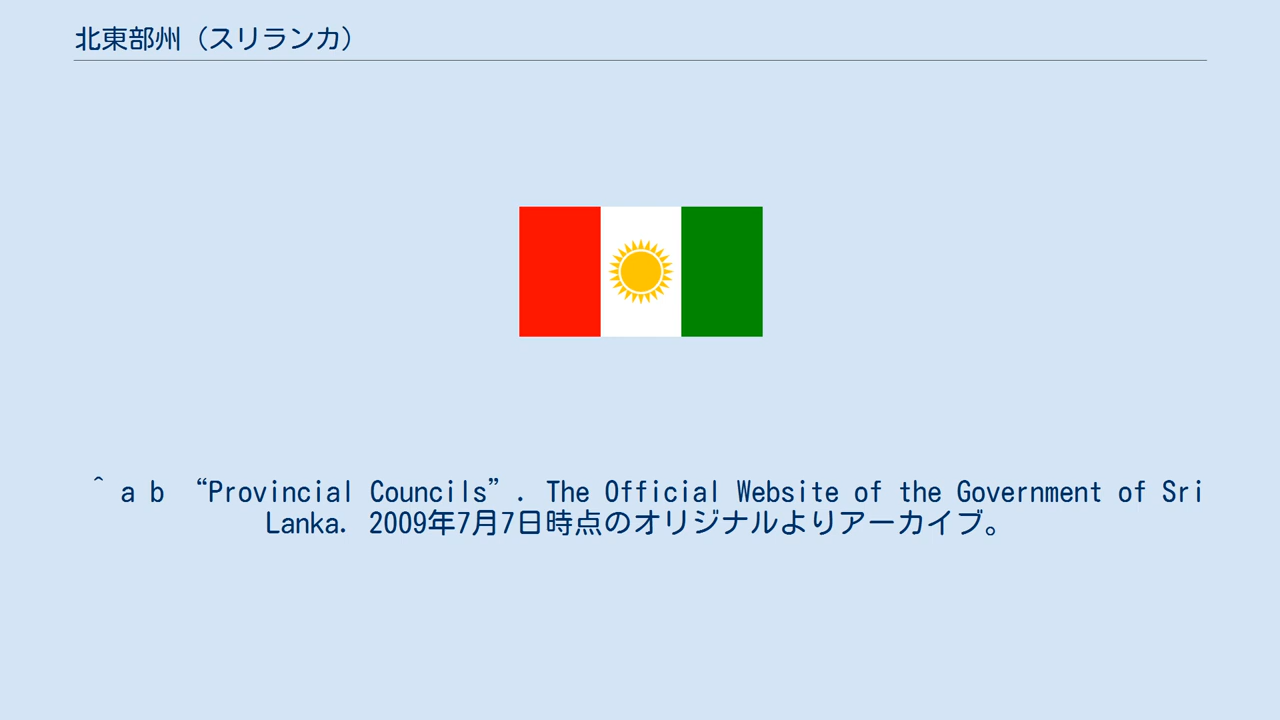 北東部州（スリランカ）
^ a b “Provincial Councils”. The Official Website of the Government of Sri
Lanka. 2009年7月7日時点のオリジナルよりアーカイブ。